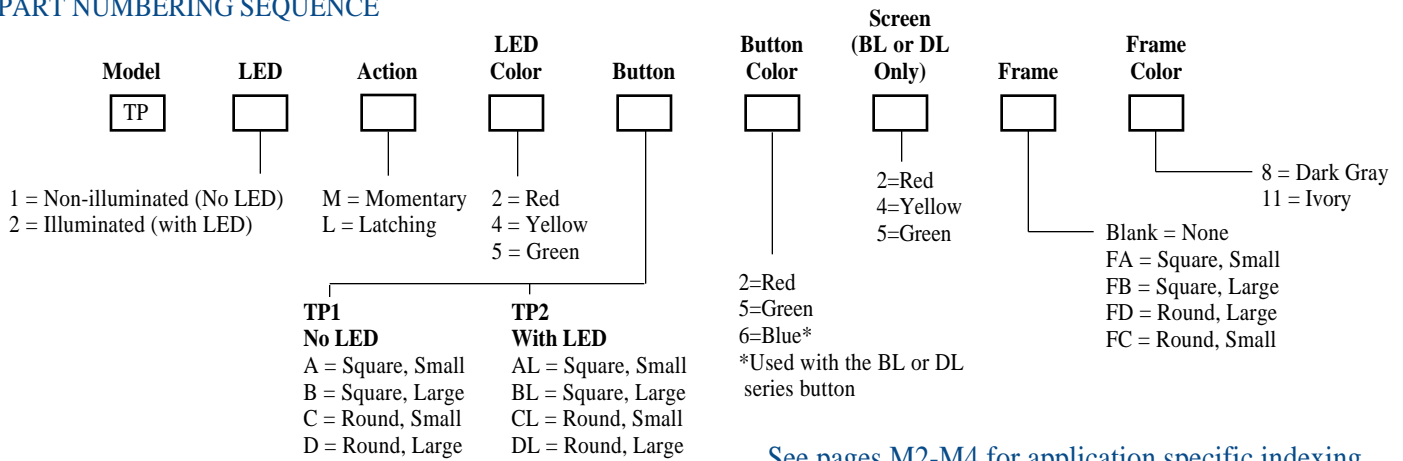 PART NUMBERING SEQUENCE
Model
LED
Action
LED
Color
Button
Button
Color
Screen
(BL or DL
Only)
Frame
Frame
Color
TP
1 = Non-illuminated (No LED)
2 = Illuminated (with LED)
M = Momentary
L = Latching
2 = Red
4 = Yellow
5 = Green
TP1
No LED
A = Square, Small
B = Square, Large
C = Round, Small
D = Round, Large
TP2
With LED
AL = Square, Small
BL = Square, Large
CL = Round, Small
DL = Round, Large
2=Red
5=Green
6=Blue*
*Used with the BL or DL
series button
2=Red
4=Yellow
5=Green
Blank = None
FA = Square, Small
FB = Square, Large
FD = Round, Large
FC = Round, Small
8 = Dark Gray
11 = Ivory
See pages M2-M4 for application specific indexing